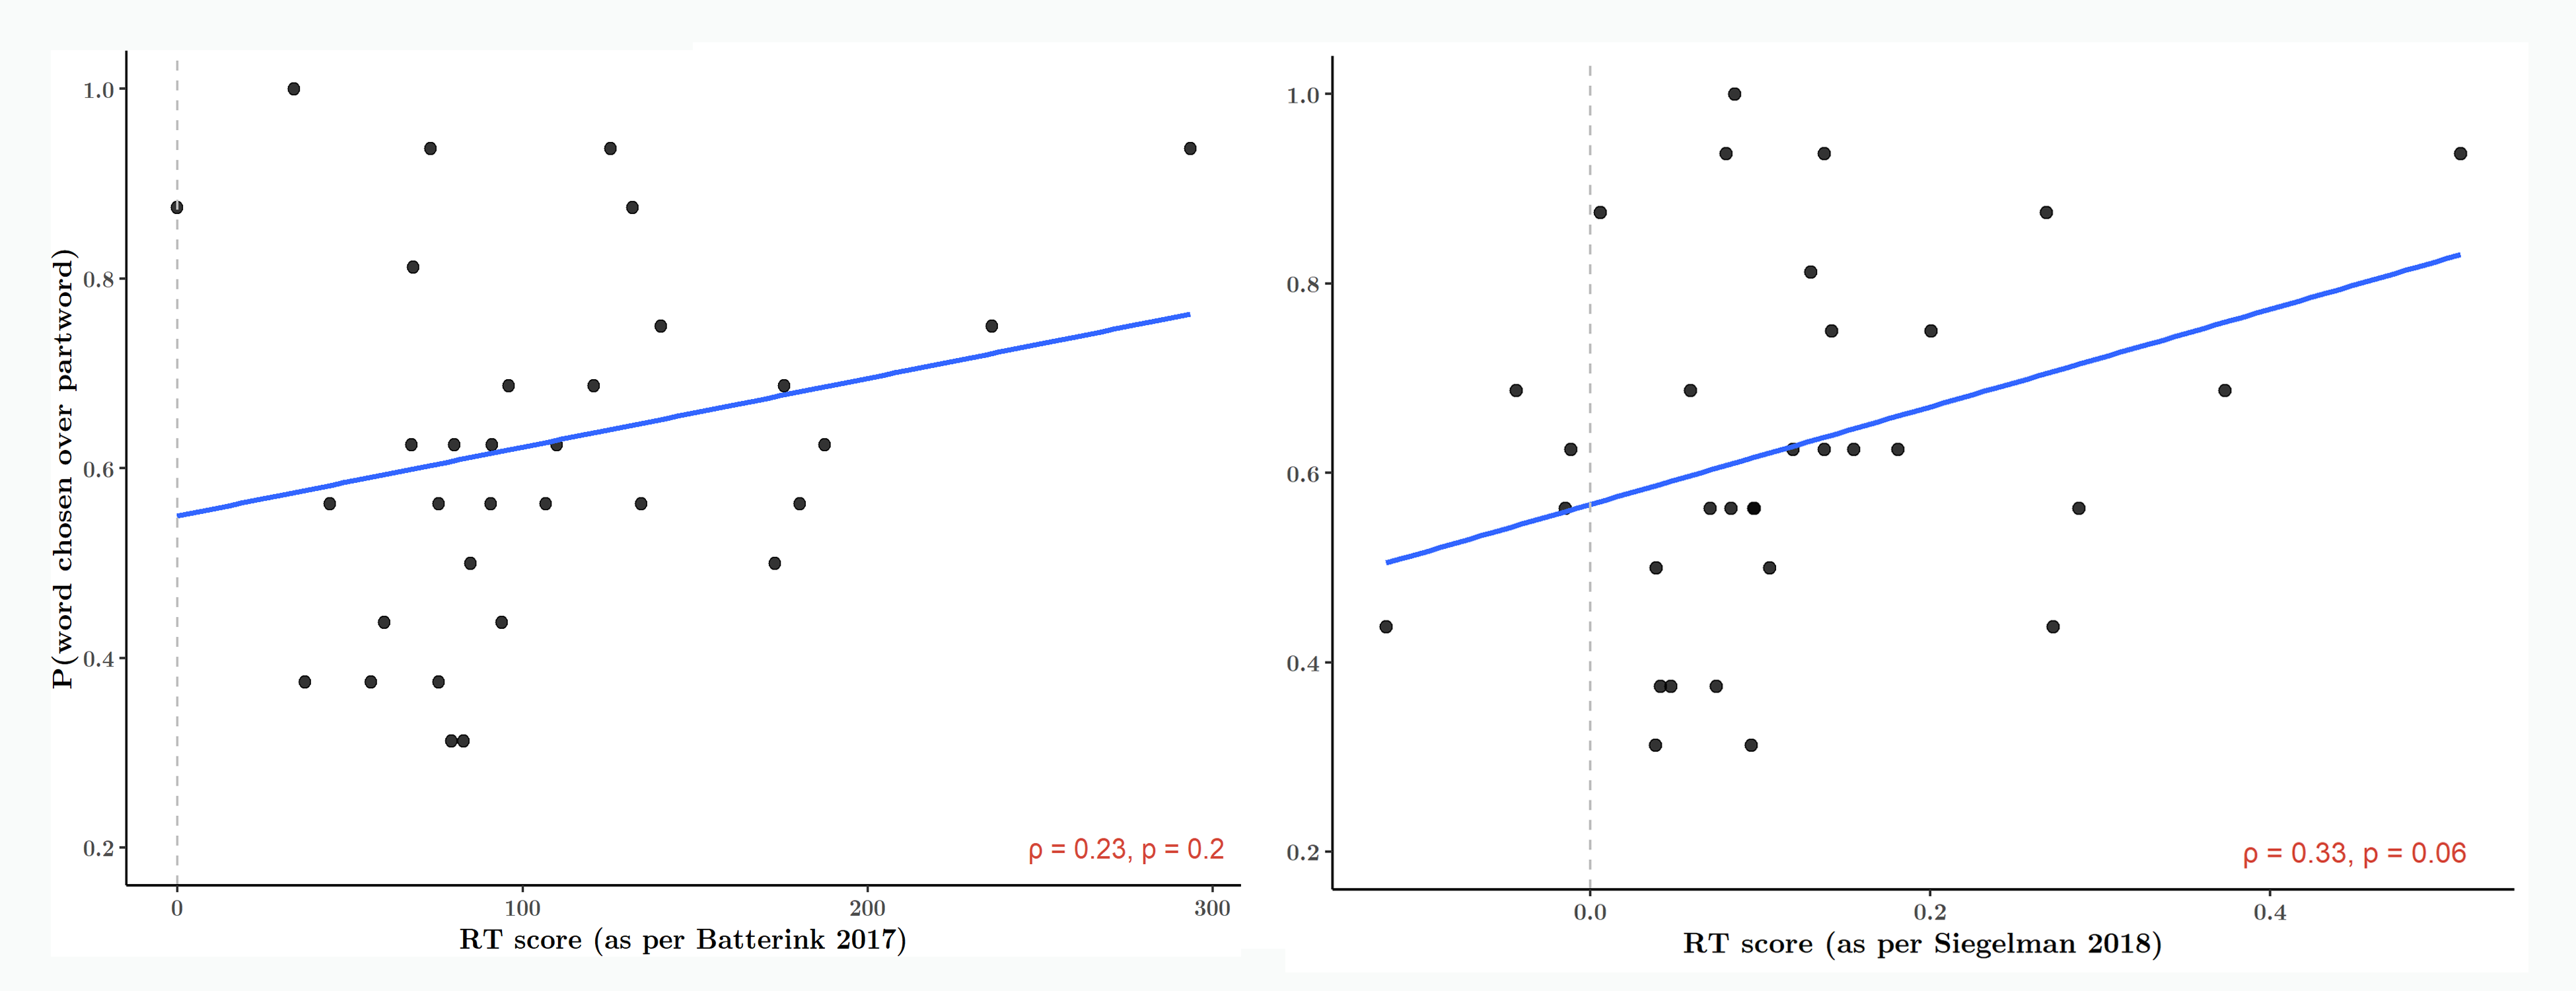 P(word chosen over partword)
1.0
0.8
0.6
0.4
0.2
ρ = 0.23, p = 0.2
0 100 200 300
RT score (as per Batterink 2017)
1.0
0.8
0.6
0.4
0.2
ρ = 0.33, p = 0.06
0.0 0.2 0.4
RT score (as per Siegelman 2018)